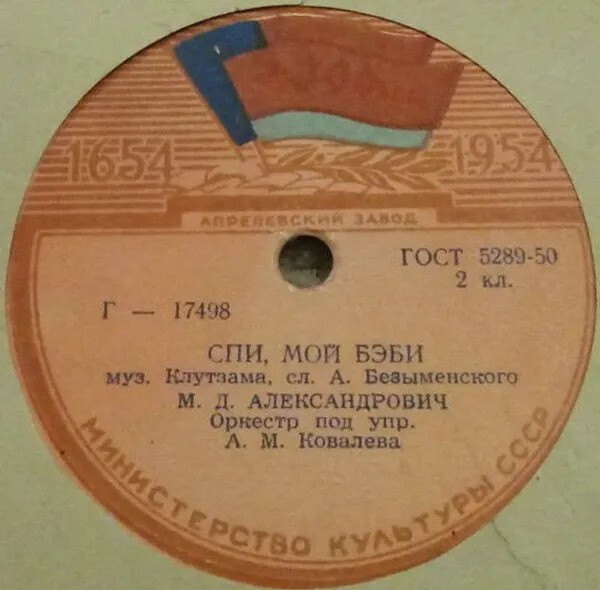 1654 1954
АПРЕЛЕВСКИЙ ЗАВОД
ГОСТ 5289-50
2 кл.
Г — 17498
СПИ, МОЙ БЭБИ
муз. Клутзама, сл. А. Безыменского
М. Д. АЛЕКСАНДРОВИЧ
Оркестр под упр.
А. М. Ковалева
МИНИСТЕРСТВО КУЛЬТУРЫ СССР